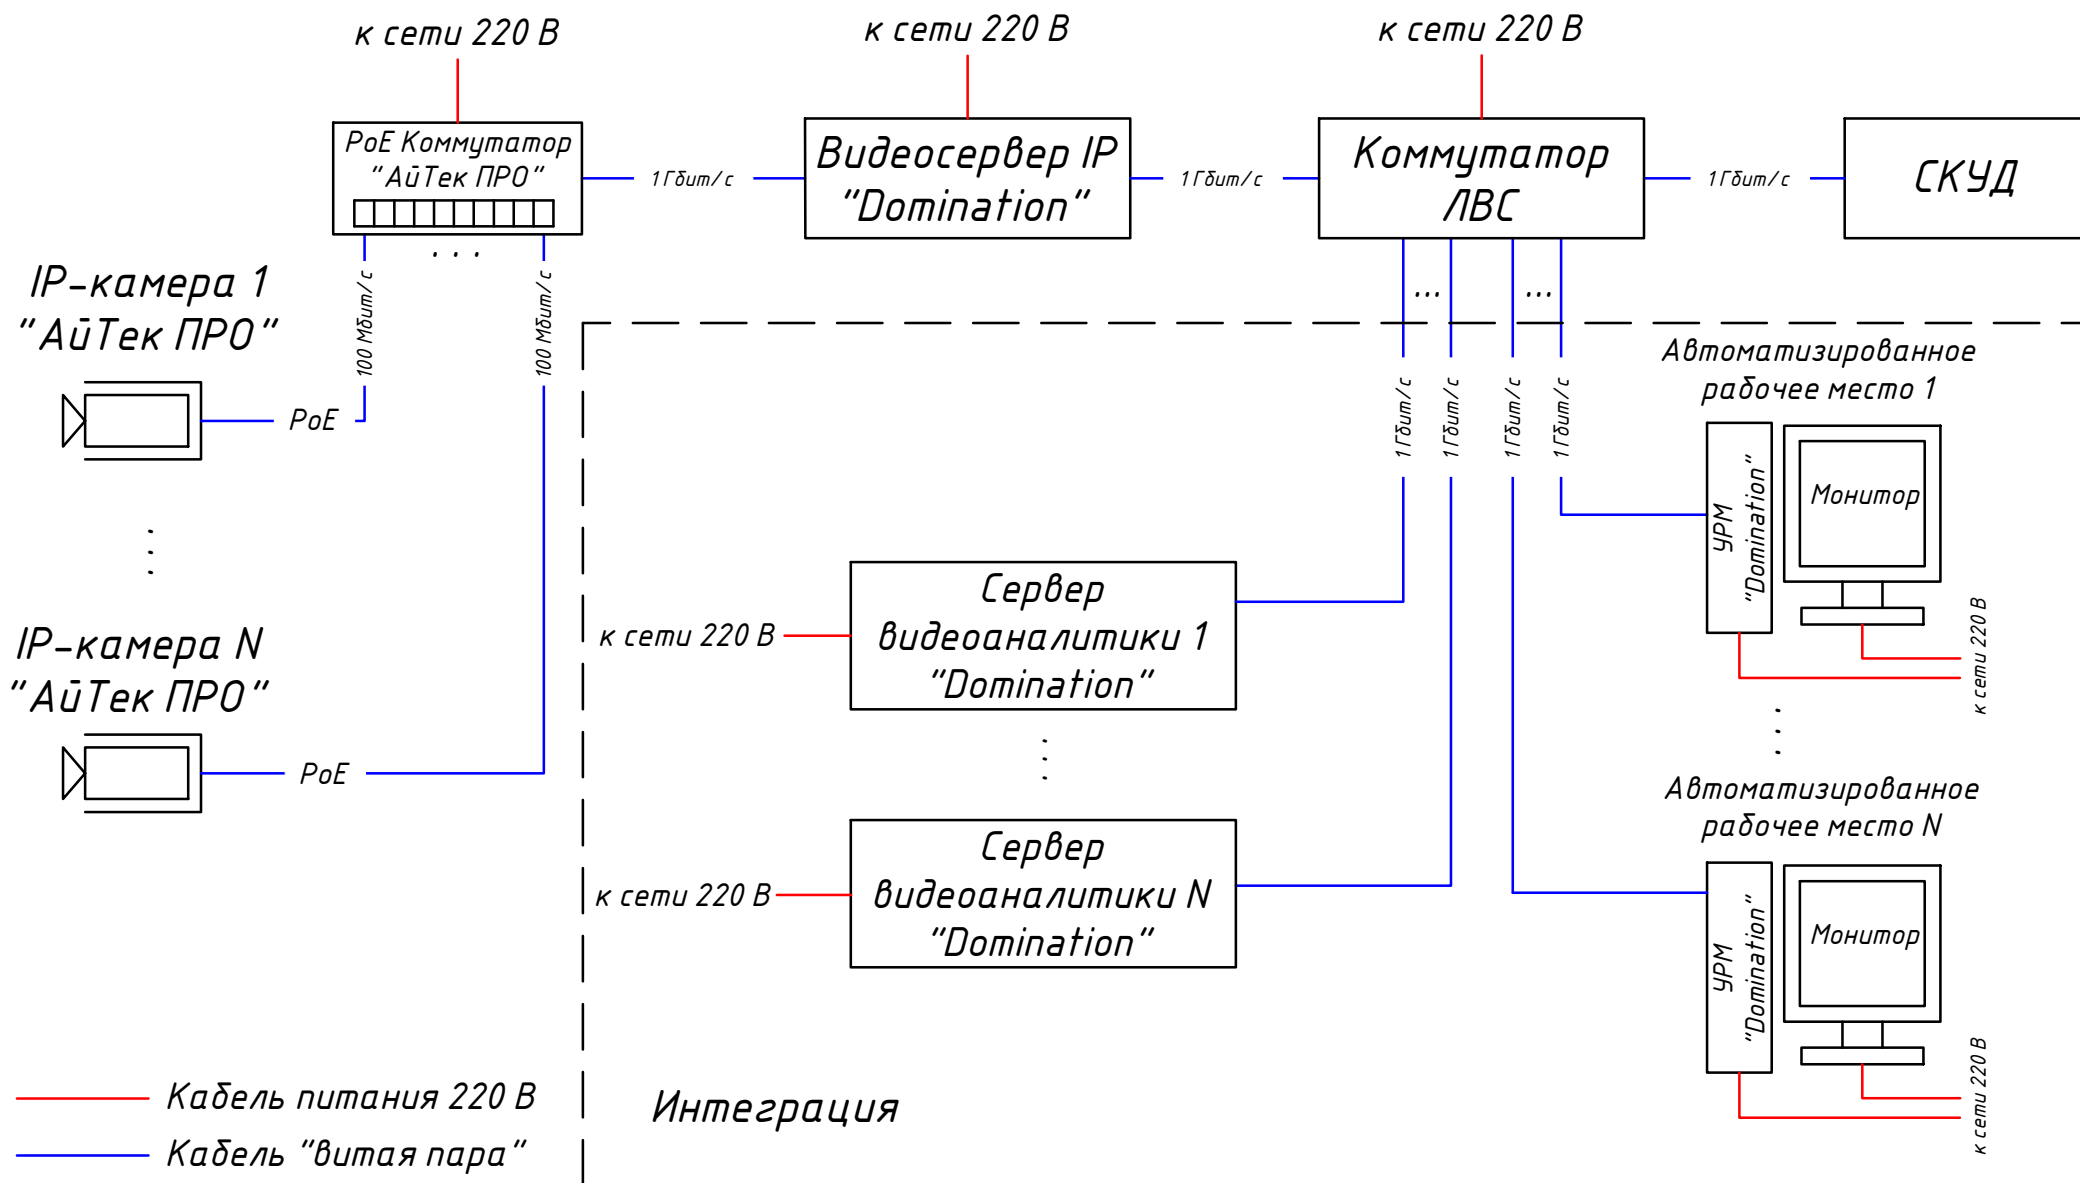 к сети 220 В
к сети 220 В
к сети 220 В
PoE Коммутатор
"АйТек ПРО"
1 Гбит/с
Видеосервер IP
"Domination"
1 Гбит/с
Коммутатор
ЛВС
1 Гбит/с
СКУД
. . .
...
...
IP-камера 1
"АйТек ПРО"
100 Мбит/с
100 Мбит/с
PoE
. . .
IP-камера N
"АйТек ПРО"
PoE
1 Гбит/с
1 Гбит/с
1 Гбит/с
1 Гбит/с
Автоматизированное
рабочее место 1
УРМ
"Domination"
Монитор
к сети 220 В
к сети 220 В
Сервер
видеоаналитики 1
"Domination"
. . .
. . .
к сети 220 В
Сервер
видеоаналитики N
"Domination"
Автоматизированное
рабочее место N
УРМ
"Domination"
Монитор
к сети 220 В
Кабель питания 220 В
Кабель "витая пара"
Интеграция